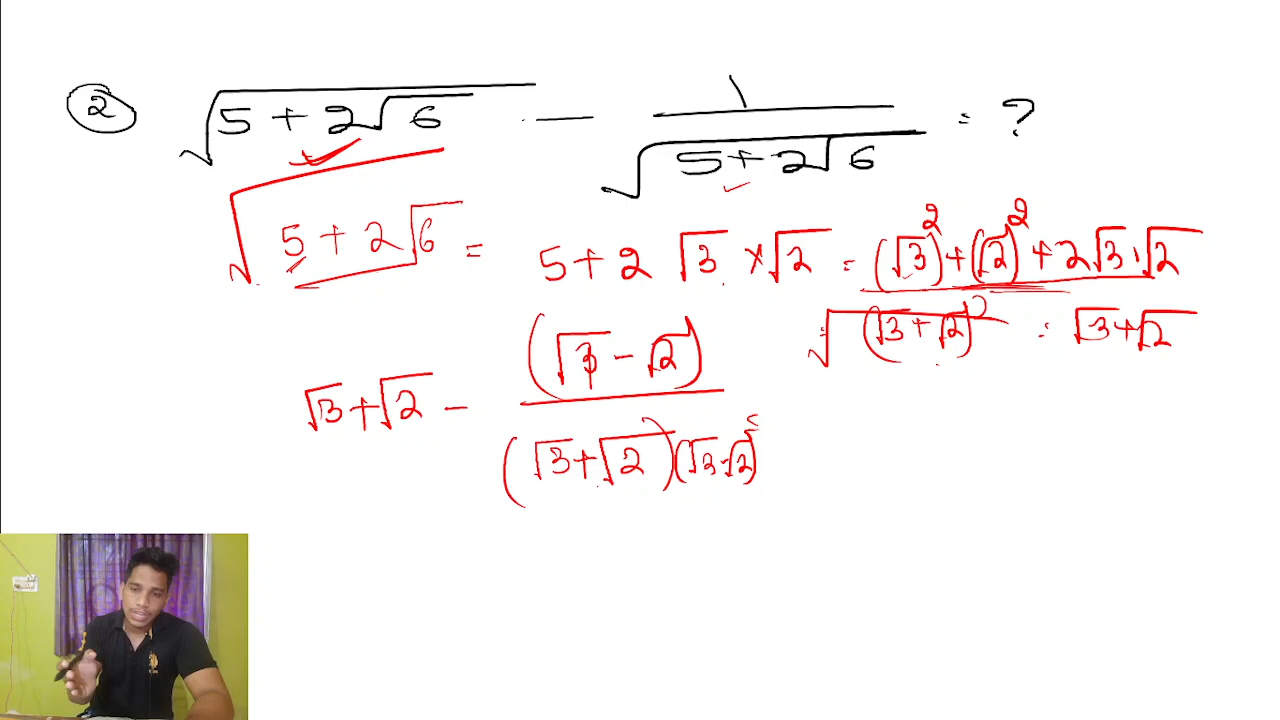 ② √(5 + 2√6) — 1/√(5 + 2√6) = ?
√(5 + 2√6) = 5 + 2 √3 × √2 = (√3)² + (√2)² + 2√3 . √2
√(√3 + √2)² = √3 + √2
√3 + √2 - (√3 - √2)/(√3 + √2)(√3 - √2)